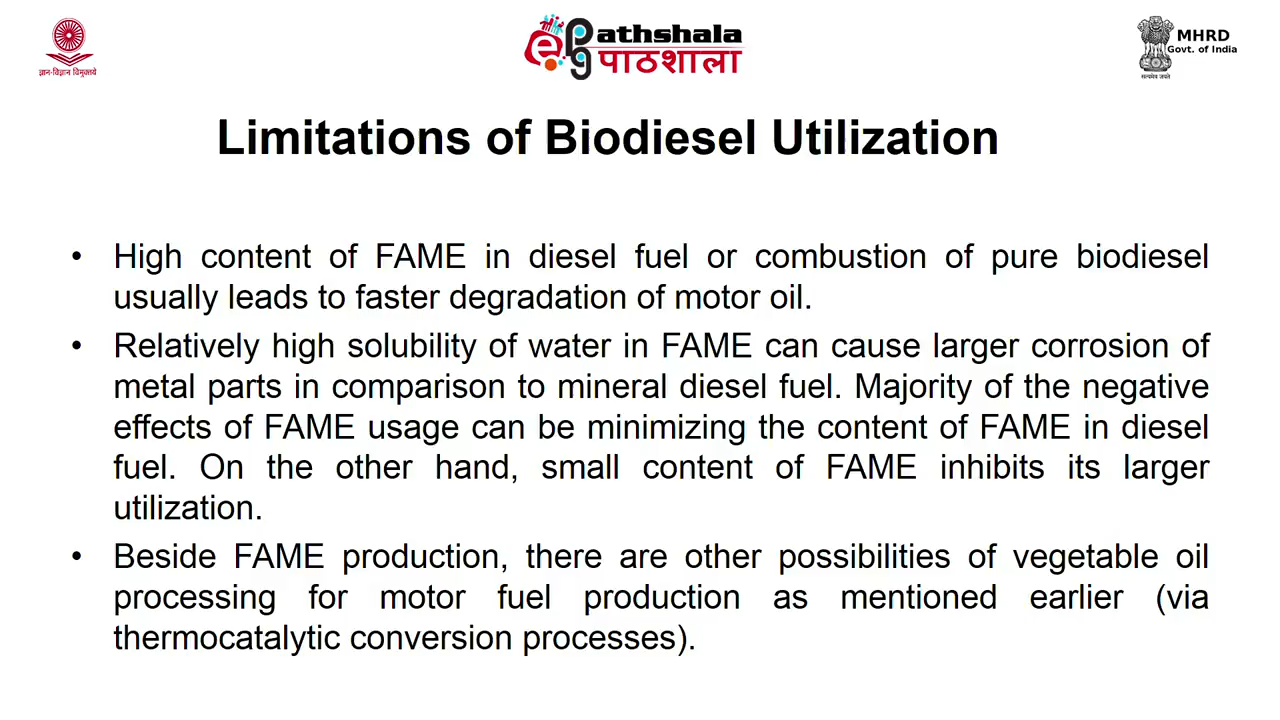 ज्ञान-विज्ञान विमुक्तये
e Pg athshala
पाठशाला
सत्यमेव जयते
MHRD
Govt. of India
Limitations of Biodiesel Utilization
• High content of FAME in diesel fuel or combustion of pure biodiesel
usually leads to faster degradation of motor oil.
• Relatively high solubility of water in FAME can cause larger corrosion of
metal parts in comparison to mineral diesel fuel. Majority of the negative
effects of FAME usage can be minimizing the content of FAME in diesel
fuel. On the other hand, small content of FAME inhibits its larger
utilization.
• Beside FAME production, there are other possibilities of vegetable oil
processing for motor fuel production as mentioned earlier (via
thermocatalytic conversion processes).